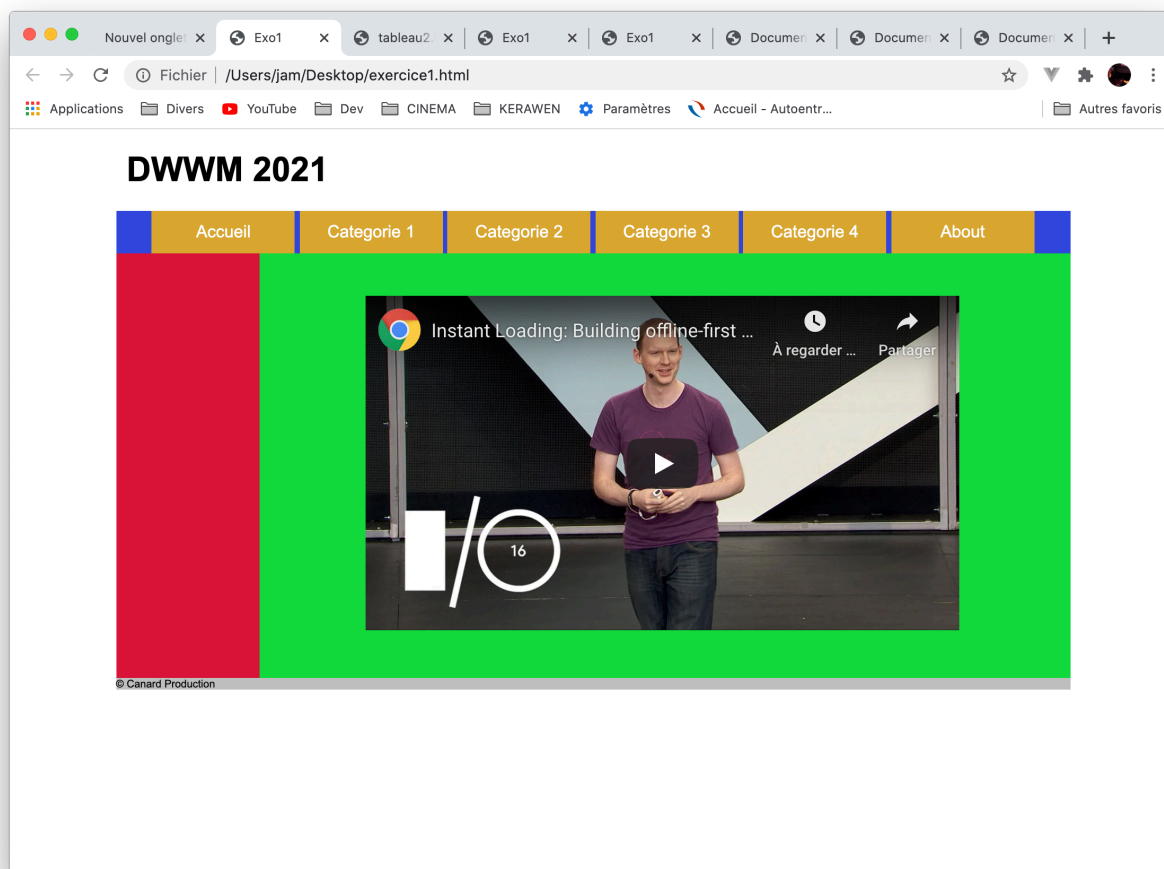 Nouvel onglet Exo1 tableau2. Exo1 Exo1 Documen Documen Documen
Fichier /Users/jam/Desktop/exercice1.html
Applications Divers YouTube Dev CINEMA KERAWEN Paramètres Accueil - Autoentr... Autres favoris
DWWM 2021
Accueil Categorie 1 Categorie 2 Categorie 3 Categorie 4 About
Instant Loading: Building offline-first ...
À regarder ... Partager
I/O 16
© Canard Production